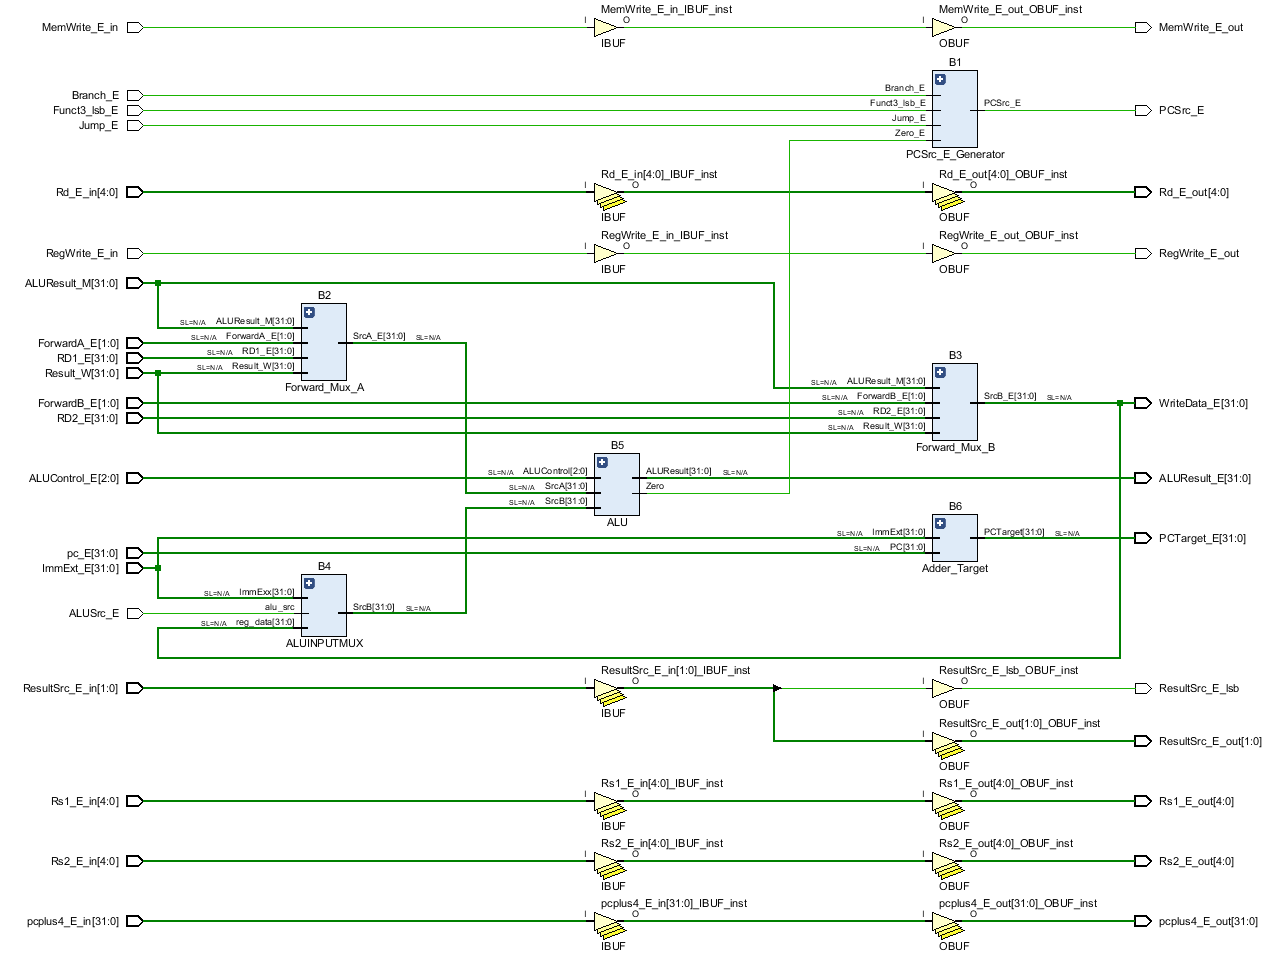 MemWrite_E_in_IBUF_inst
MemWrite_E_out_OBUF_inst
MemWrite_E_in
I
O
I
O
MemWrite_E_out
IBUF
OBUF
B1
Branch_E
Branch_E
Funct3_lsb_E
Funct3_lsb_E
PCSrc_E
PCSrc_E
Jump_E
Jump_E
Zero_E
PCSrc_E_Generator
Rd_E_in[4:0]_IBUF_inst
Rd_E_out[4:0]_OBUF_inst
Rd_E_in[4:0]
I
O
I
O
Rd_E_out[4:0]
IBUF
OBUF
RegWrite_E_in_IBUF_inst
RegWrite_E_out_OBUF_inst
RegWrite_E_in
I
O
I
O
RegWrite_E_out
IBUF
OBUF
ALUResult_M[31:0]
B2
SL=N/A ALUResult_M[31:0]
ForwardA_E[1:0]
SL=N/A ForwardA_E[1:0]
SrcA_E[31:0] SL=N/A
RD1_E[31:0]
SL=N/A RD1_E[31:0]
Result_W[31:0]
SL=N/A Result_W[31:0]
Forward_Mux_A
B3
SL=N/A ALUResult_M[31:0]
ForwardB_E[1:0]
SL=N/A ForwardB_E[1:0]
SrcB_E[31:0] SL=N/A
WriteData_E[31:0]
RD2_E[31:0]
SL=N/A RD2_E[31:0]
SL=N/A Result_W[31:0]
Forward_Mux_B
B5
ALUControl_E[2:0]
SL=N/A ALUControl[2:0]
ALUResult[31:0] SL=N/A
ALUResult_E[31:0]
SL=N/A SrcA[31:0]
Zero
SL=N/A SrcB[31:0]
ALU
B6
SL=N/A ImmExt[31:0]
PCTarget[31:0] SL=N/A
PCTarget_E[31:0]
pc_E[31:0]
SL=N/A PC[31:0]
ImmExt_E[31:0]
Adder_Target
B4
SL=N/A ImmExx[31:0]
ALUSrc_E
alu_src
SrcB[31:0] SL=N/A
SL=N/A reg_data[31:0]
ALUINPUTMUX
ResultSrc_E_in[1:0]_IBUF_inst
ResultSrc_E_lsb_OBUF_inst
ResultSrc_E_in[1:0]
I
O
I
O
ResultSrc_E_lsb
IBUF
OBUF
ResultSrc_E_out[1:0]_OBUF_inst
I
O
ResultSrc_E_out[1:0]
OBUF
Rs1_E_in[4:0]_IBUF_inst
Rs1_E_out[4:0]_OBUF_inst
Rs1_E_in[4:0]
I
O
I
O
Rs1_E_out[4:0]
IBUF
OBUF
Rs2_E_in[4:0]_IBUF_inst
Rs2_E_out[4:0]_OBUF_inst
Rs2_E_in[4:0]
I
O
I
O
Rs2_E_out[4:0]
IBUF
OBUF
pcplus4_E_in[31:0]_IBUF_inst
pcplus4_E_out[31:0]_OBUF_inst
pcplus4_E_in[31:0]
I
O
I
O
pcplus4_E_out[31:0]
IBUF
OBUF